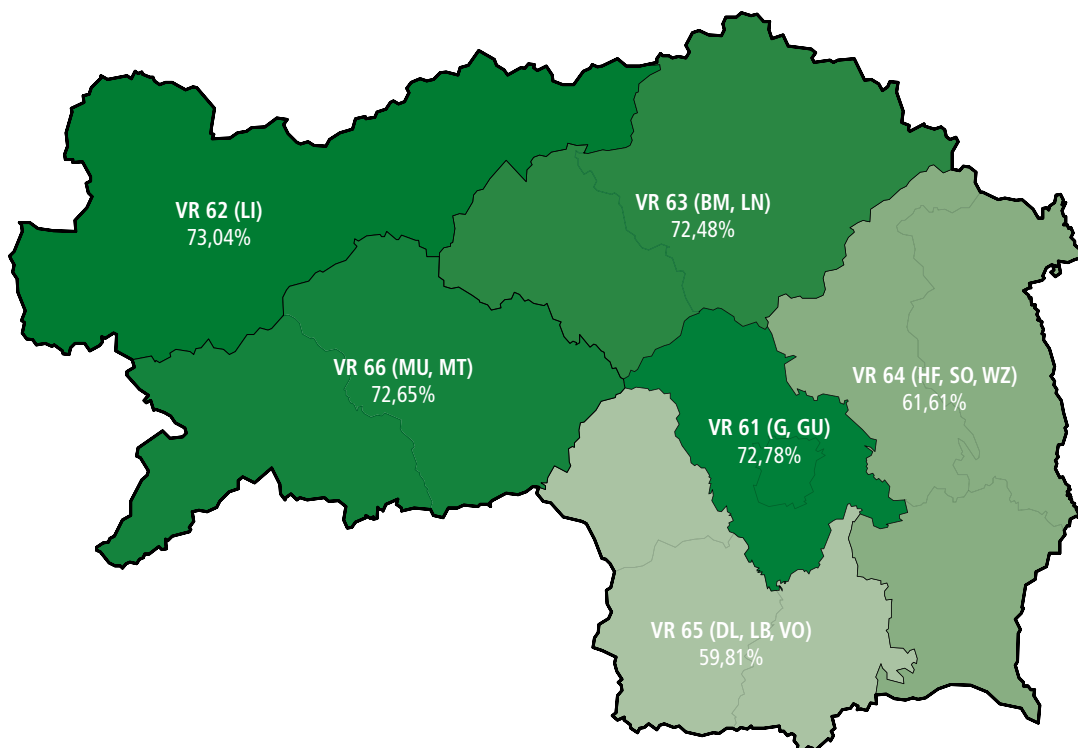 VR 62 (LI)
73,04%
VR 63 (BM, LN)
72,48%
VR 66 (MU, MT)
72,65%
VR 64 (HF, SO, WZ)
61,61%
VR 61 (G, GU)
72,78%
VR 65 (DL, LB, VO)
59,81%